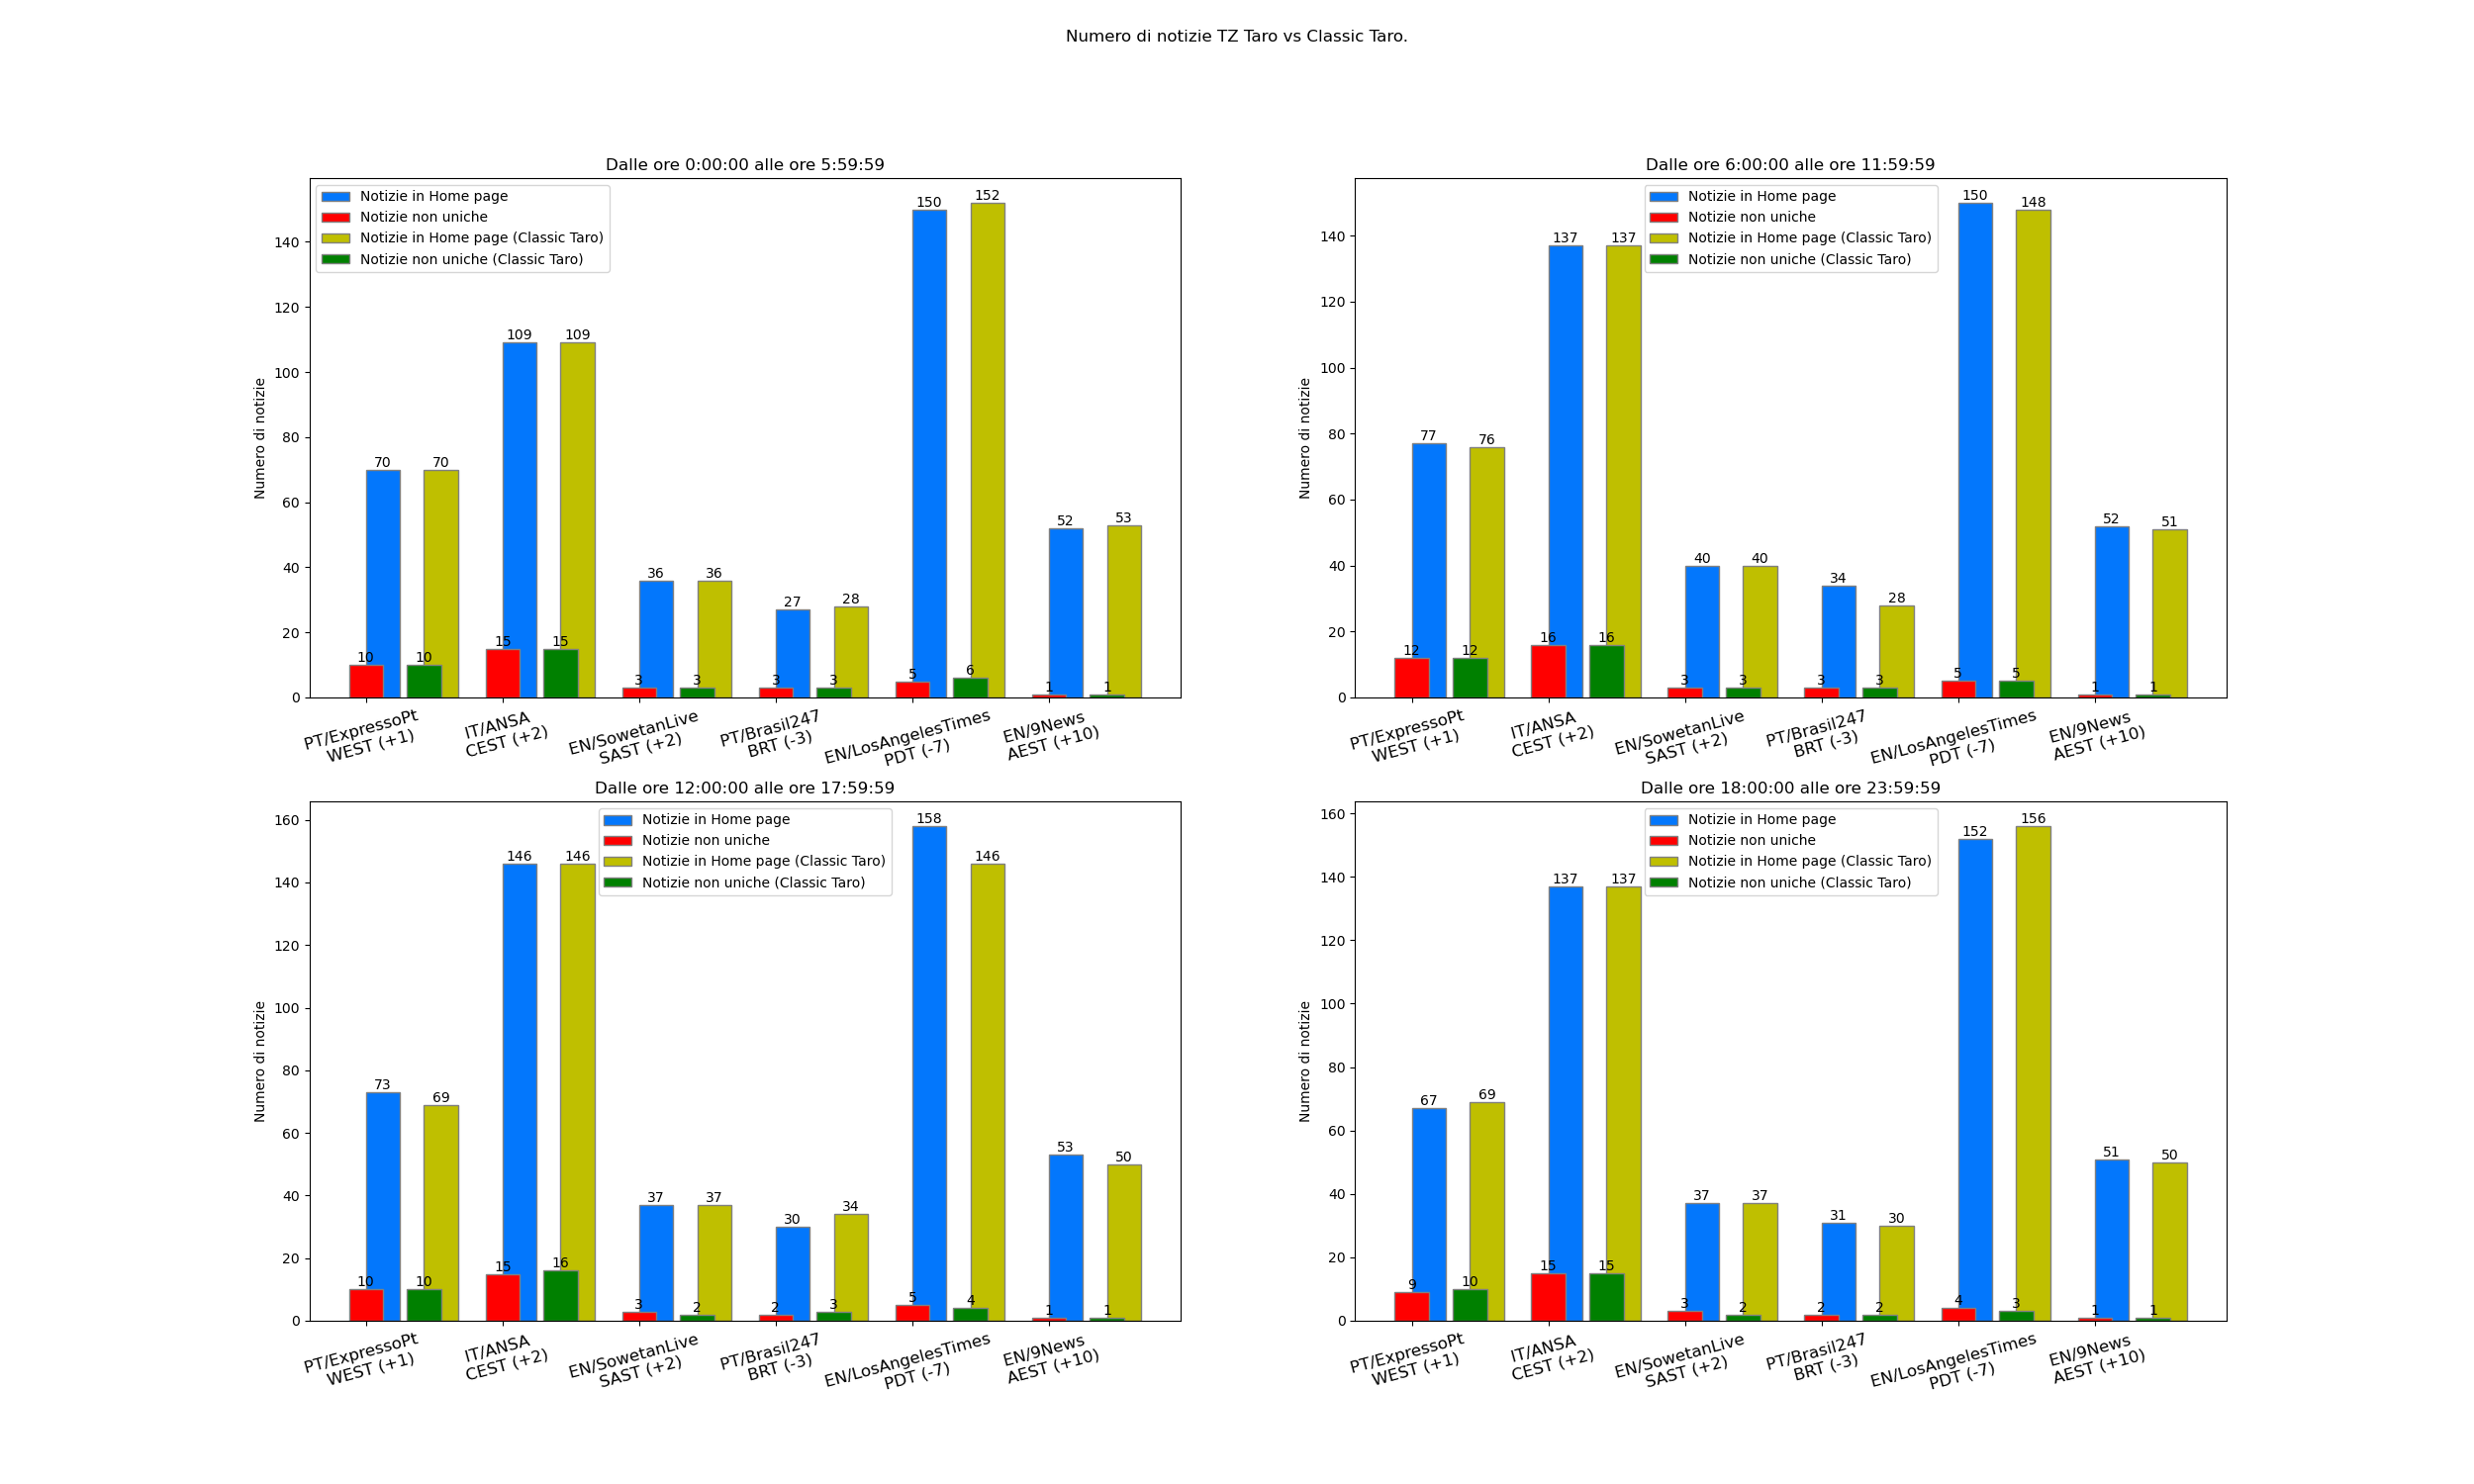 Numero di notizie TZ Taro vs Classic Taro.
Dalle ore 0:00:00 alle ore 5:59:59
Numero di notizie
0
20
40
60
80
100
120
140
Notizie in Home page
Notizie non uniche
Notizie in Home page (Classic Taro)
Notizie non uniche (Classic Taro)
10
70
10
70
15
109
15
109
3
36
3
36
3
27
3
28
5
150
6
152
1
52
1
53
PT/ExpressoPt
WEST (+1)
IT/ANSA
CEST (+2)
EN/SowetanLive
SAST (+2)
PT/Brasil247
BRT (-3)
EN/LosAngelesTimes
PDT (-7)
EN/9News
AEST (+10)
Dalle ore 6:00:00 alle ore 11:59:59
Numero di notizie
0
20
40
60
80
100
120
140
Notizie in Home page
Notizie non uniche
Notizie in Home page (Classic Taro)
Notizie non uniche (Classic Taro)
12
77
12
76
16
137
16
137
3
40
3
40
3
34
3
28
5
150
5
148
1
52
1
51
PT/ExpressoPt
WEST (+1)
IT/ANSA
CEST (+2)
EN/SowetanLive
SAST (+2)
PT/Brasil247
BRT (-3)
EN/LosAngelesTimes
PDT (-7)
EN/9News
AEST (+10)
Dalle ore 12:00:00 alle ore 17:59:59
Numero di notizie
0
20
40
60
80
100
120
140
160
Notizie in Home page
Notizie non uniche
Notizie in Home page (Classic Taro)
Notizie non uniche (Classic Taro)
10
73
10
69
15
146
16
146
3
37
2
37
2
30
3
34
5
158
4
146
1
53
1
50
PT/ExpressoPt
WEST (+1)
IT/ANSA
CEST (+2)
EN/SowetanLive
SAST (+2)
PT/Brasil247
BRT (-3)
EN/LosAngelesTimes
PDT (-7)
EN/9News
AEST (+10)
Dalle ore 18:00:00 alle ore 23:59:59
Numero di notizie
0
20
40
60
80
100
120
140
160
Notizie in Home page
Notizie non uniche
Notizie in Home page (Classic Taro)
Notizie non uniche (Classic Taro)
9
67
10
69
15
137
15
137
3
37
2
37
2
31
2
30
4
152
3
156
1
51
1
50
PT/ExpressoPt
WEST (+1)
IT/ANSA
CEST (+2)
EN/SowetanLive
SAST (+2)
PT/Brasil247
BRT (-3)
EN/LosAngelesTimes
PDT (-7)
EN/9News
AEST (+10)